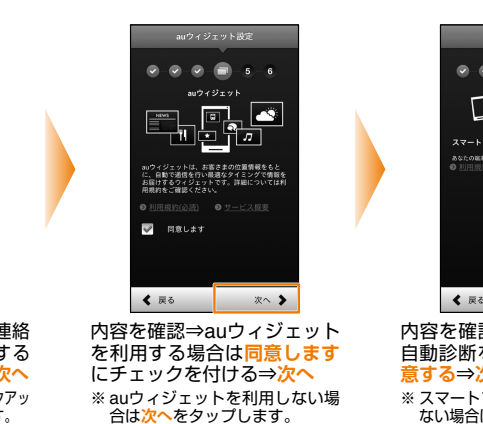 auウィジェット設定
5 6
auウィジェット
NEWS
auウィジェットは、お客さまの位置情報をもと
に、自動で通信を行い最適なタイミングで情報を
お届けするウィジェットです。詳細については利
用規約をご確認ください。
利用規約(必読) サービス概要
同意します
戻る 次へ
内容を確認⇒auウィジェット
を利用する場合は同意します
にチェックを付ける⇒次へ
※ auウィジェットを利用しない場
合は次へをタップします。
連絡
する
次へ
クアッ
す。
スマート
あなたの端
利用規
戻る
内容を確認
自動診断を
意する⇒次
※ スマート
ない場合は